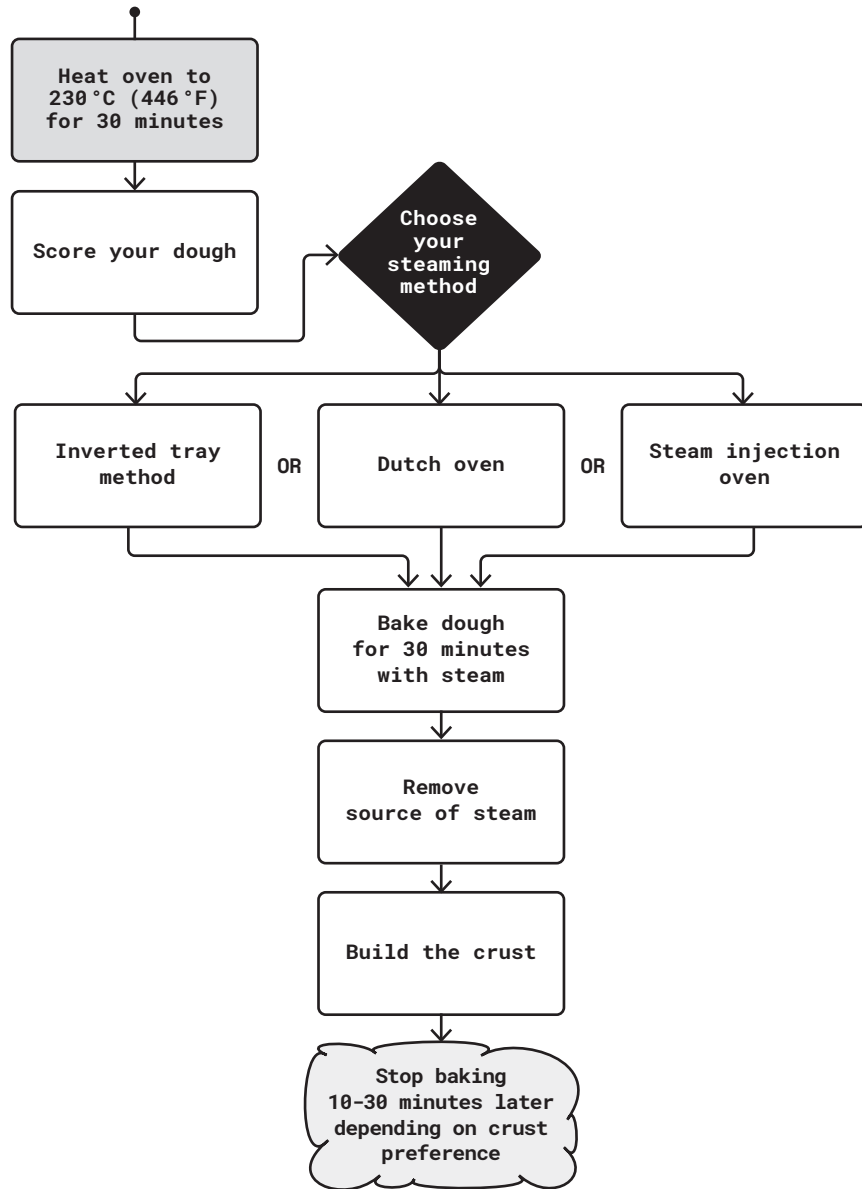 Heat oven to
230 °C (446 °F)
for 30 minutes
Score your dough
Choose
your
steaming
method
Inverted tray
method
OR
Dutch oven
OR
Steam injection
oven
Bake dough
for 30 minutes
with steam
Remove
source of steam
Build the crust
Stop baking
10–30 minutes later
depending on crust
preference